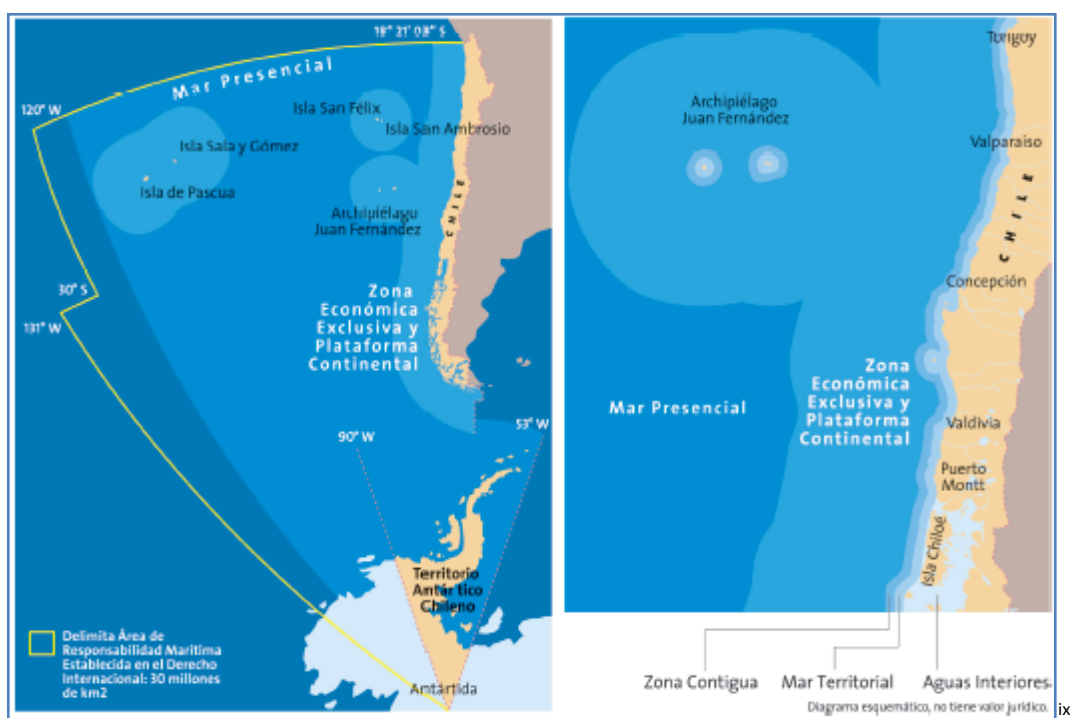 18° 21' 08" S
Mar Presencial
120° W
Isla San Félix
Isla San Ambrosio
Isla Sala y Gómez
Isla de Pascua
Archipiélagu
Juan Fernández
CHILE
30° S
131° W
Zona
Económica
Exclusiva y
Plataforma
Continental
90° W
53° W
Territorio
Antártico
Chileno
Antártida
Delimita Área de
Responsabilidad Marítima
Establecida en el Derecho
Internacional: 30 millones
de km2
Tongoy
Archipiélago
Juan Fernández
Valparaiso
CHILE
Concepción
Zona
Económica
Exclusiva y
Plataforma
Continental
Mar Presencial
Valdivia
Puerto
Montt
Isla Chiloé
Zona Contigua
Mar Territorial
Aguas Interiores
Diagrama esquemático, no tiene valor jurídico.
ix